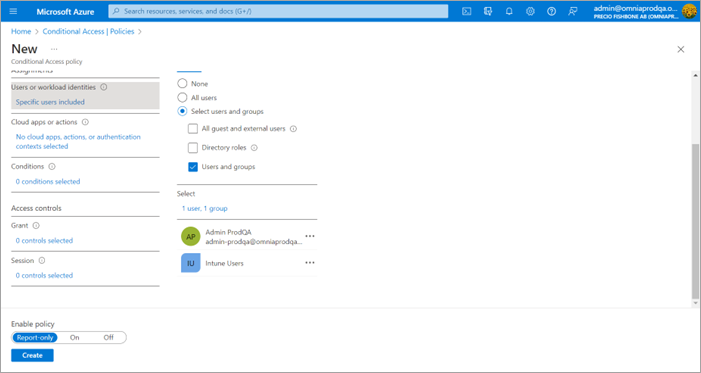 Microsoft Azure
Search resources, services, and docs (G+/)
admin@omniaprodqa.o...
PRECIO FISHBONE AB (OMNIAPR...
Home > Conditional Access | Policies >
New ...
Conditional Access policy
Assignments
Users or workload identities
Specific users included
Cloud apps or actions
No cloud apps, actions, or authentication
contexts selected
Conditions
0 conditions selected
Access controls
Grant
0 controls selected
Session
0 controls selected
None
All users
Select users and groups
All guest and external users
Directory roles
Users and groups
Select
1 user, 1 group
AP
Admin ProdQA
admin-prodqa@omniaprodqa...
IU
Intune Users
Enable policy
Report-only On Off
Create